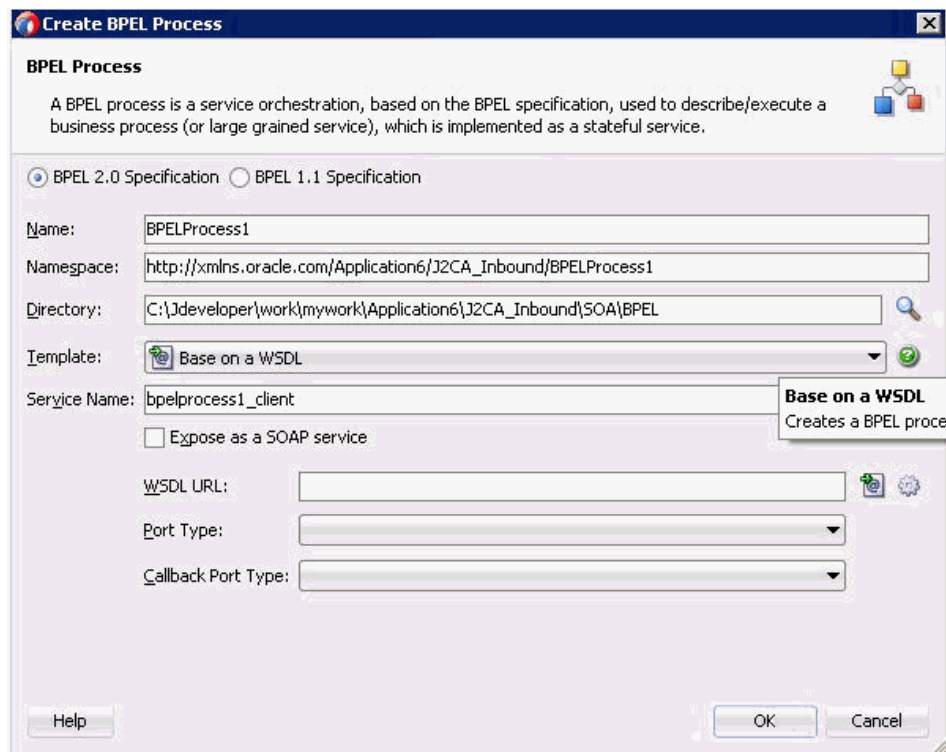 Create BPEL Process
BPEL Process
A BPEL process is a service orchestration, based on the BPEL specification, used to describe/execute a
business process (or large grained service), which is implemented as a stateful service.
BPEL 2.0 Specification BPEL 1.1 Specification
Name: BPELProcess1
Namespace: http://xmlns.oracle.com/Application6/J2CA_Inbound/BPELProcess1
Directory: C:\Jdeveloper\work\mywork\Application6\J2CA_Inbound\SOA\BPEL
Template: Base on a WSDL
Service Name: bpelprocess1_client
Base on a WSDL
Creates a BPEL proce
Expose as a SOAP service
WSDL URL:
Port Type:
Callback Port Type:
Help OK Cancel